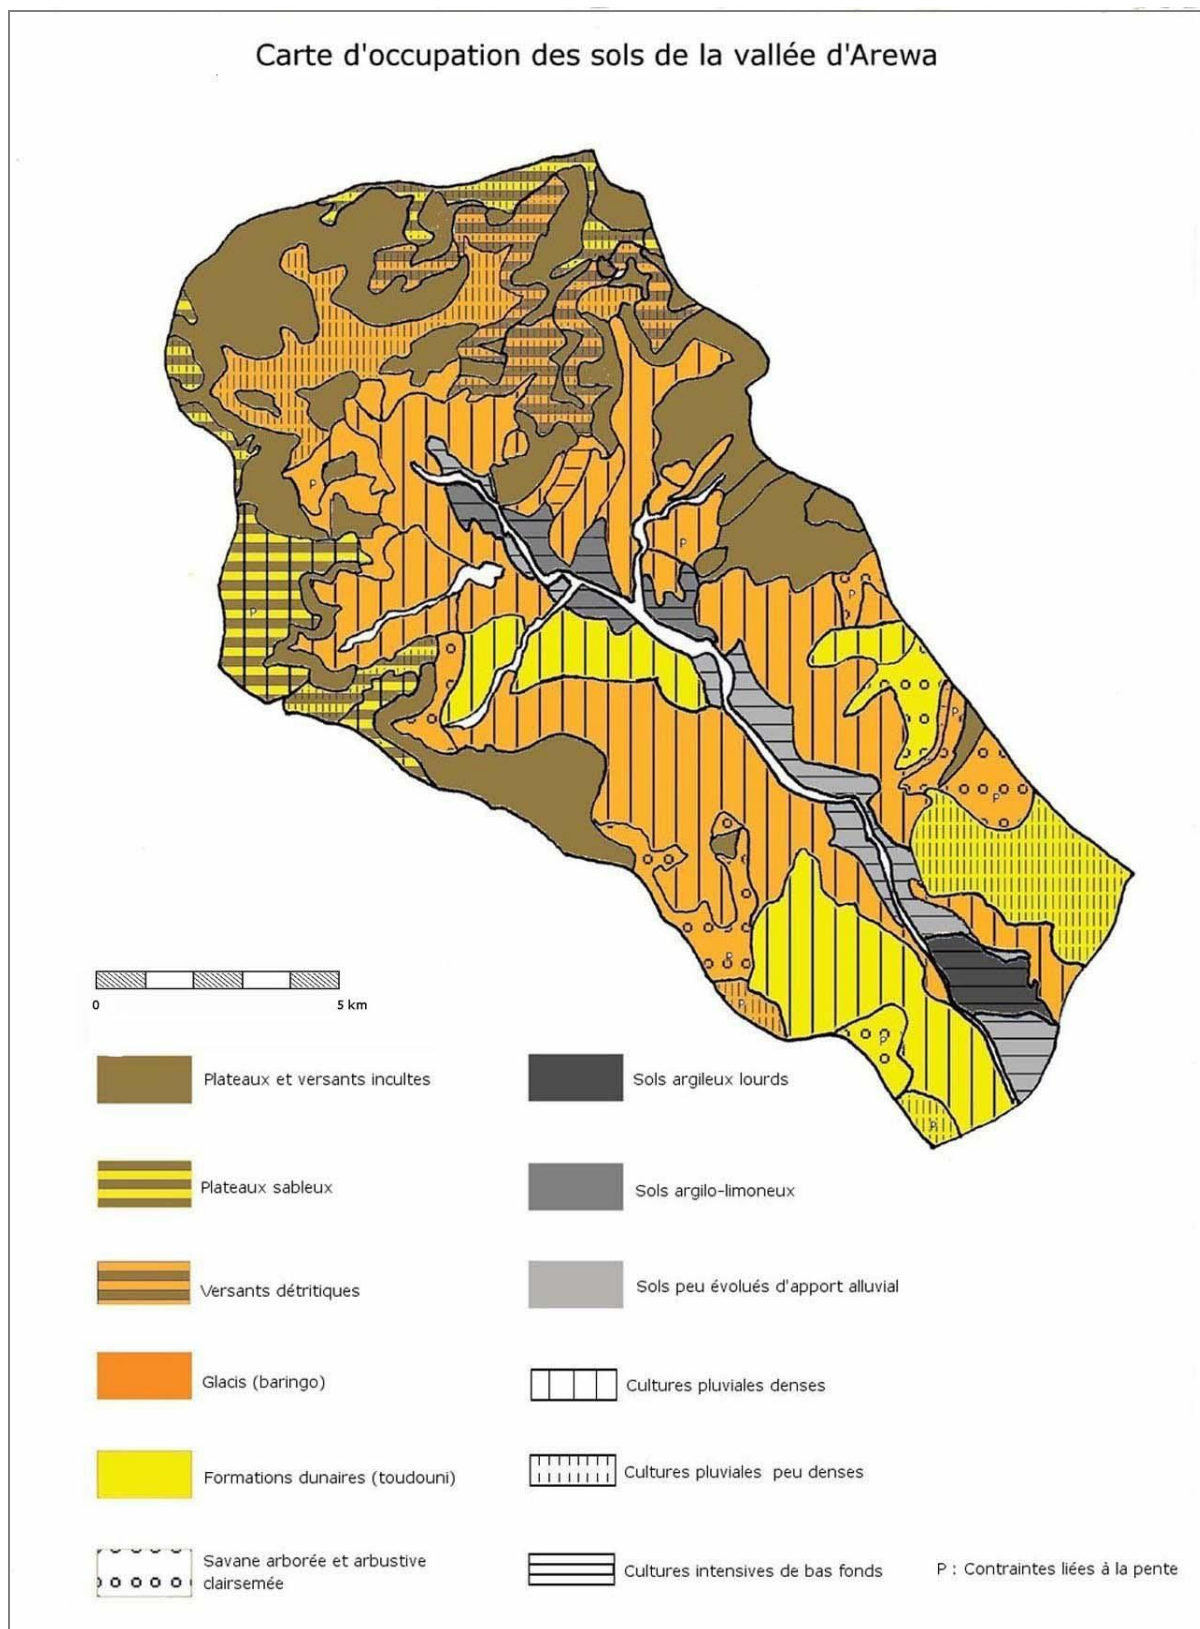 Carte d'occupation des sols de la vallée d'Arewa
P
P
P
P
P
P
P
P
P
P
P
0
5 km
Plateaux et versants incultes
Sols argileux lourds
Plateaux sableux
Sols argilo-limoneux
Versants détritiques
Sols peu évolués d'apport alluvial
Glacis (baringo)
Cultures pluviales denses
Formations dunaires (toudouni)
Cultures pluviales peu denses
Savane arborée et arbustive
clairsemée
Cultures intensives de bas fonds
P : Contraintes liées à la pente